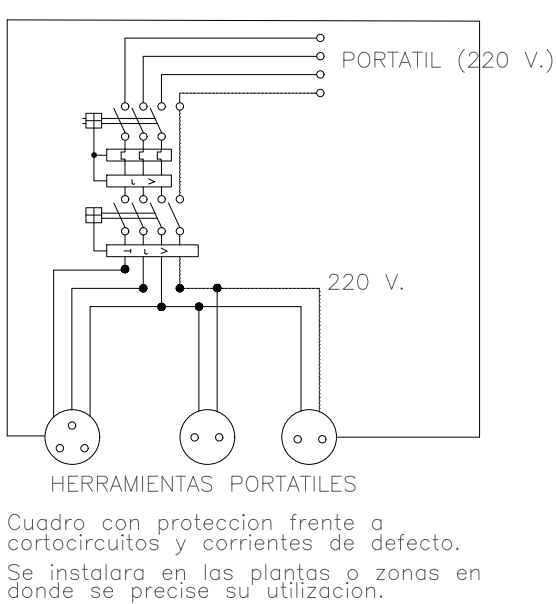 PORTATIL (220 V.)
220 V.
HERRAMIENTAS PORTATILES
Cuadro con proteccion frente a
cortocircuitos y corrientes de defecto.
Se instalara en las plantas o zonas en
donde se precise su utilizacion.